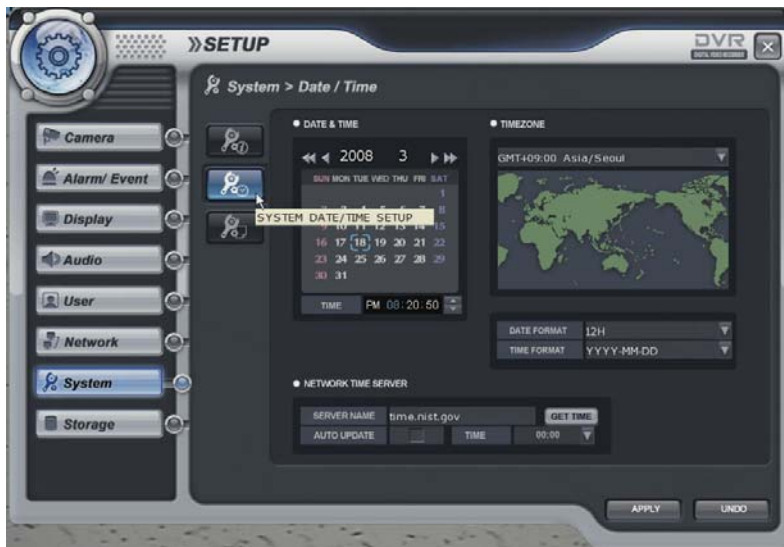 SETUP
DVR
DIGITAL VIDEO RECORDER
System > Date / Time
Camera
Alarm/ Event
Display
Audio
User
Network
System
Storage
DATE & TIME
2008 3
SUN MON TUE WED THU FRI SAT
1
8
SYSTEM DATE/TIME SETUP
15
16 17 18 19 20 21 22
23 24 25 26 27 28 29
30 31
TIME PM 08:20:50
TIMEZONE
GMT+09:00 Asia/Seoul
DATE FORMAT 12H
TIME FORMAT YYYY-MM-DD
NETWORK TIME SERVER
SERVER NAME time.nist.gov GET TIME
AUTO UPDATE TIME 00:00
APPLY UNDO